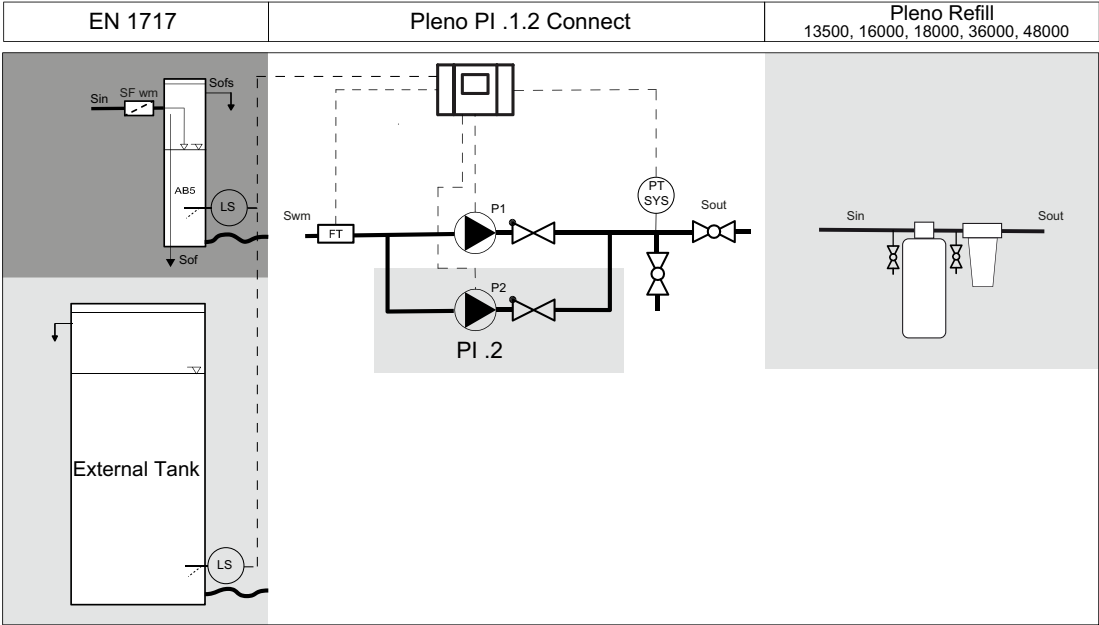 EN 1717
Pleno PI .1.2 Connect
Pleno Refill
13500, 16000, 18000, 36000, 48000
Sin
SF wm
Sofs
AB5
LS
Sof
External Tank
LS
Swm
FT
P1
P2
PI .2
PT
SYS
Sout
Sin
Sout